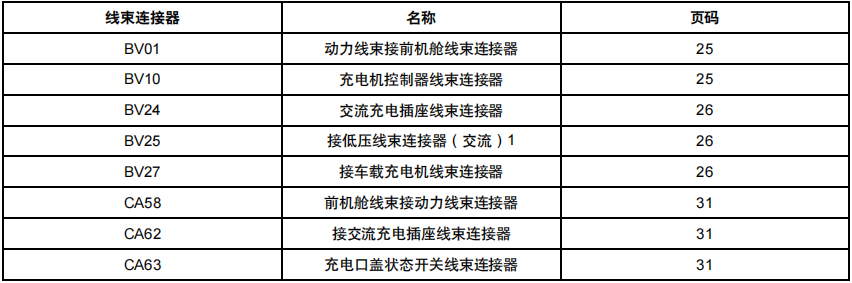 线束连接器 名称 页码
BV01 动力线束接前机舱线束连接器 25
BV10 充电机控制器线束连接器 25
BV24 交流充电插座线束连接器 26
BV25 接低压线束连接器（交流）1 26
BV27 接车载充电机线束连接器 26
CA58 前机舱线束接动力线束连接器 31
CA62 接交流充电插座线束连接器 31
CA63 充电口盖状态开关线束连接器 31